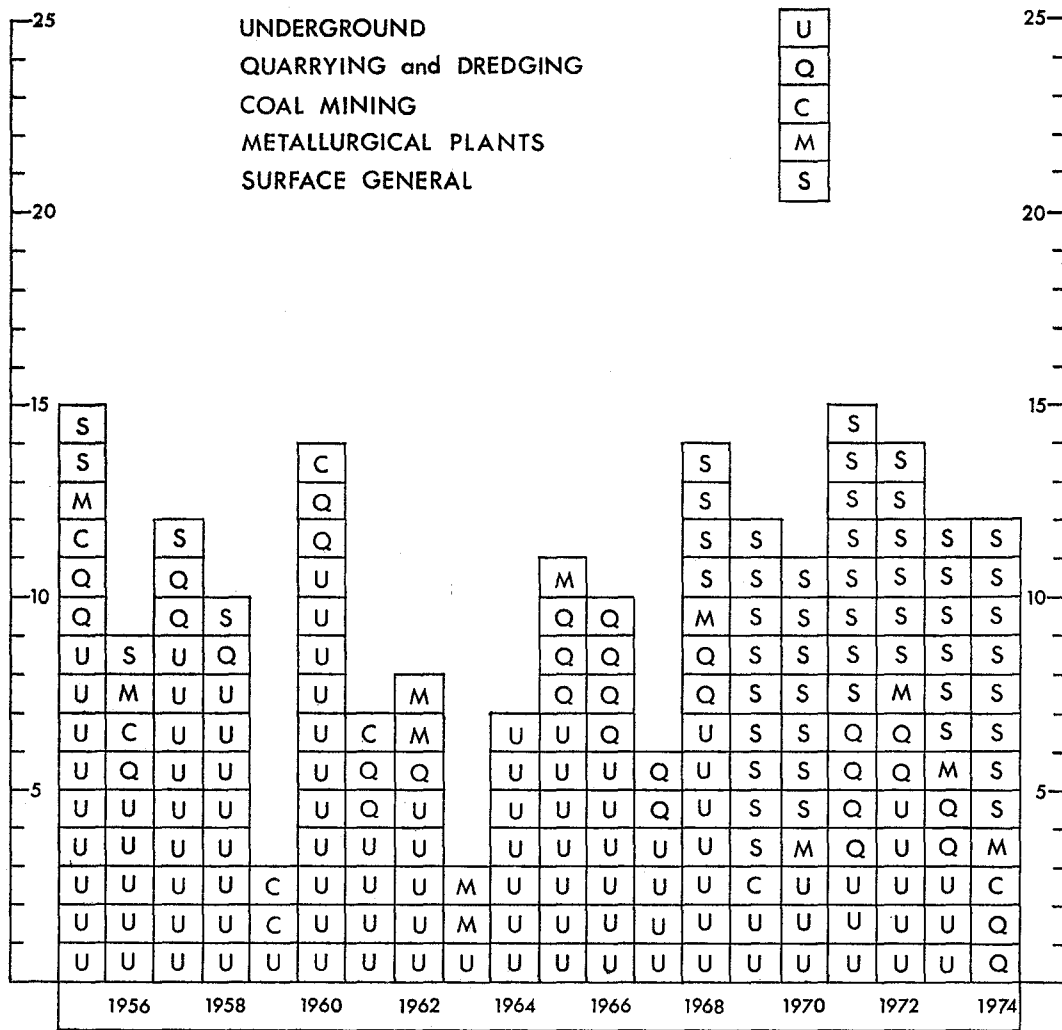 25
UNDERGROUND U
QUARRYING and DREDGING Q
COAL MINING C
METALLURGICAL PLANTS M
SURFACE GENERAL S
25
20 20
15 15
S S
S C S S S
M Q S S S
C S Q S S S S S S
Q Q U M S S S S S S S
10 Q Q S U Q Q M S S S S S S 10
U S U Q U Q Q Q S S S S S S
U M U U U M Q Q Q S S S M S S
U C U U U C M U U Q U S S Q Q S S
U Q U U U Q Q U U U Q U S S Q Q M S
5 U U U U U Q U U U U Q U S S Q U Q S 5
U U U U U U U U U U U U S M Q U Q M
U U U U C U U U M U U U U U C U U U U C
U U U U C U U U M U U U U U U U U U U Q
U U U U U U U U U U U U U U U U U U U Q
1956 1958 1960 1962 1964 1966 1968 1970 1972 1974